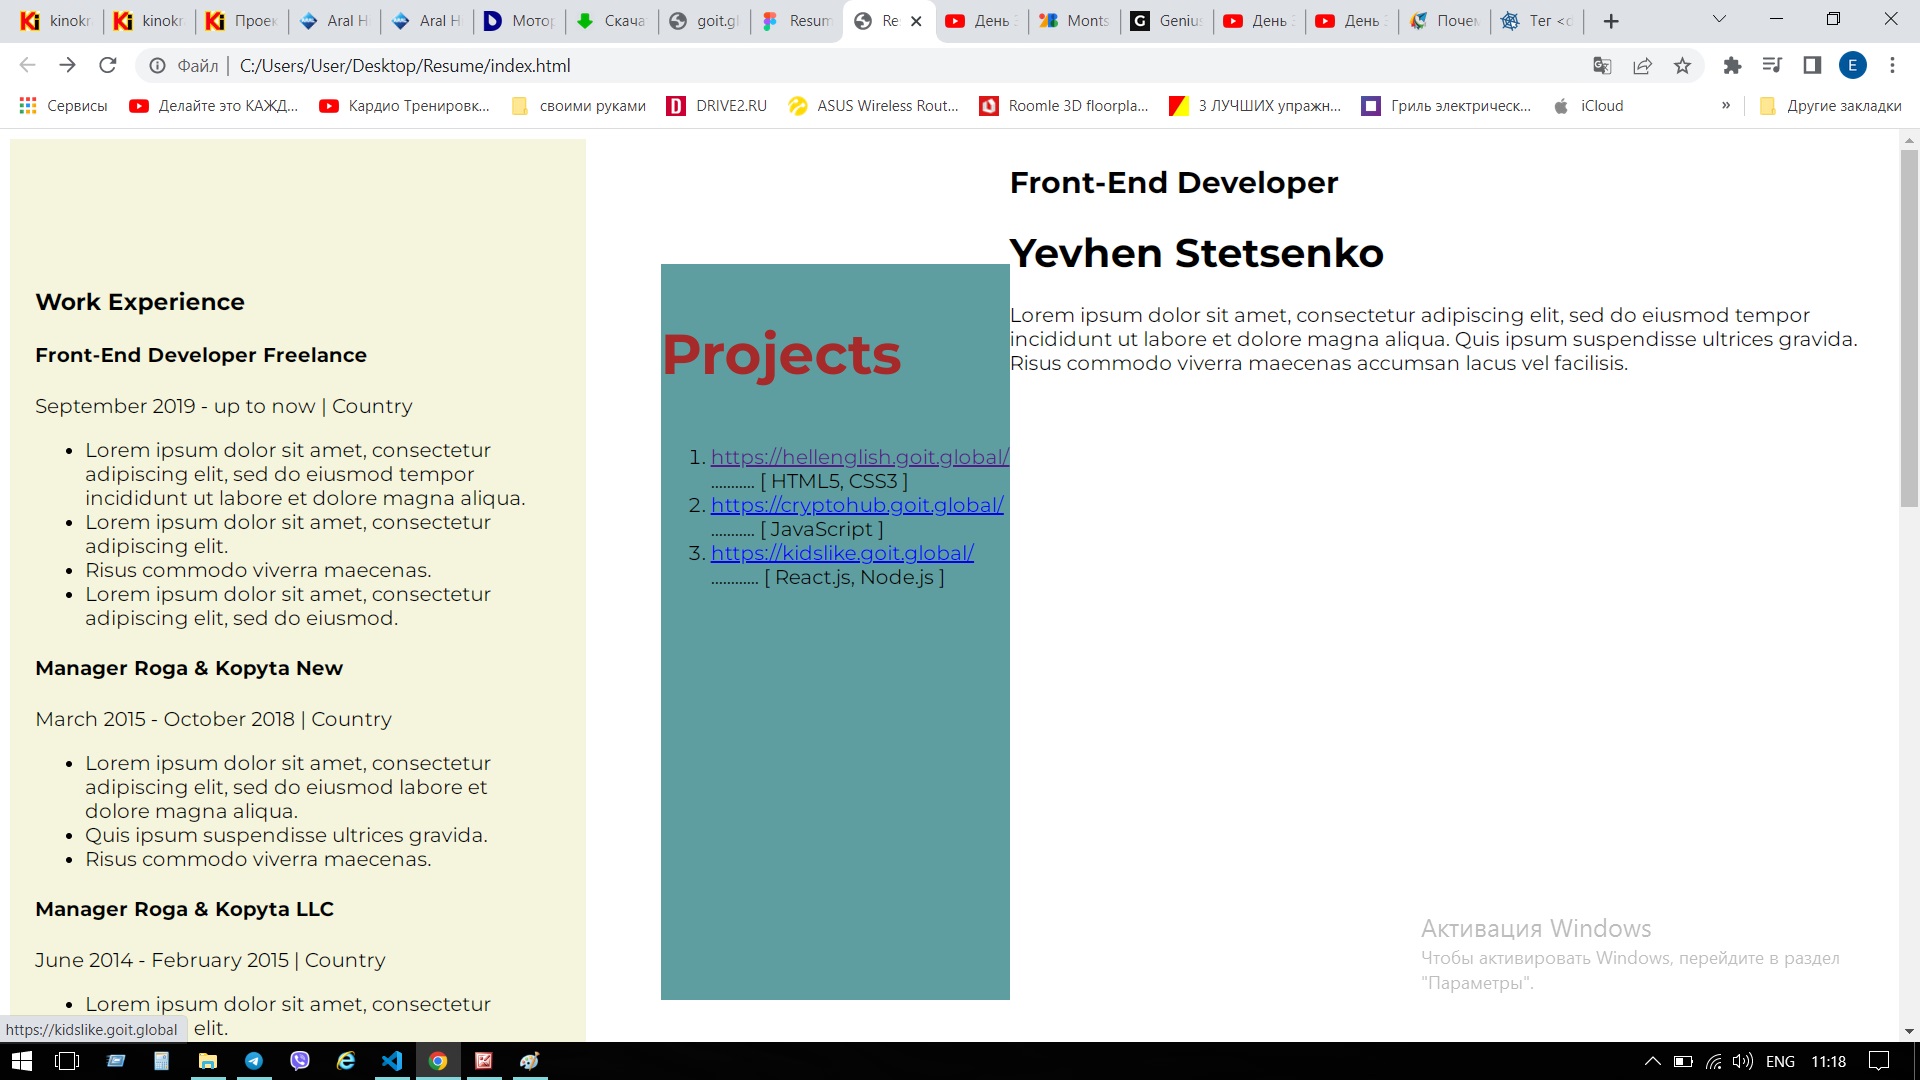 kinok
kinok
Проек
Aral H
Aral H
Мотор
Скача
goit.gl
Resum
Re
День
Monts
Geniu
День
День
Почем
Тег <
Файл | C:/Users/User/Desktop/Resume/index.html
E
Сервисы
Делайте это КАЖД...
Кардио Тренировк...
своими руками
DRIVE2.RU
ASUS Wireless Rout...
Roomle 3D floorpla...
3 ЛУЧШИХ упражн...
Гриль электрическ...
iCloud
»
Другие закладки
Work Experience
Front-End Developer Freelance
September 2019 - up to now | Country
• Lorem ipsum dolor sit amet, consectetur
adipiscing elit, sed do eiusmod tempor
incididunt ut labore et dolore magna aliqua.
• Lorem ipsum dolor sit amet, consectetur
adipiscing elit.
• Risus commodo viverra maecenas.
• Lorem ipsum dolor sit amet, consectetur
adipiscing elit, sed do eiusmod.
Manager Roga & Kopyta New
March 2015 - October 2018 | Country
• Lorem ipsum dolor sit amet, consectetur
adipiscing elit, sed do eiusmod labore et
dolore magna aliqua.
• Quis ipsum suspendisse ultrices gravida.
• Risus commodo viverra maecenas.
Manager Roga & Kopyta LLC
June 2014 - February 2015 | Country
• Lorem ipsum dolor sit amet, consectetur
elit.
https://kidslike.goit.global
Projects
1. https://hellenglish.goit.global/
........... [ HTML5, CSS3 ]
2. https://cryptohub.goit.global/
........... [ JavaScript ]
3. https://kidslike.goit.global/
............ [ React.js, Node.js ]
Front-End Developer
Yevhen Stetsenko
Lorem ipsum dolor sit amet, consectetur adipiscing elit, sed do eiusmod tempor
incididunt ut labore et dolore magna aliqua. Quis ipsum suspendisse ultrices gravida.
Risus commodo viverra maecenas accumsan lacus vel facilisis.
Активация Windows
Чтобы активировать Windows, перейдите в раздел
"Параметры".
ENG
11:18